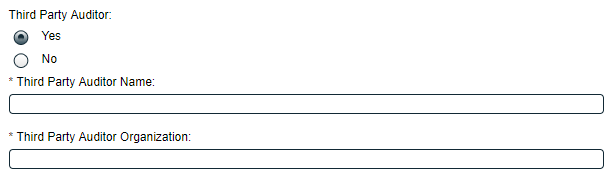 Third Party Auditor:
Yes
No
* Third Party Auditor Name:
* Third Party Auditor Organization: